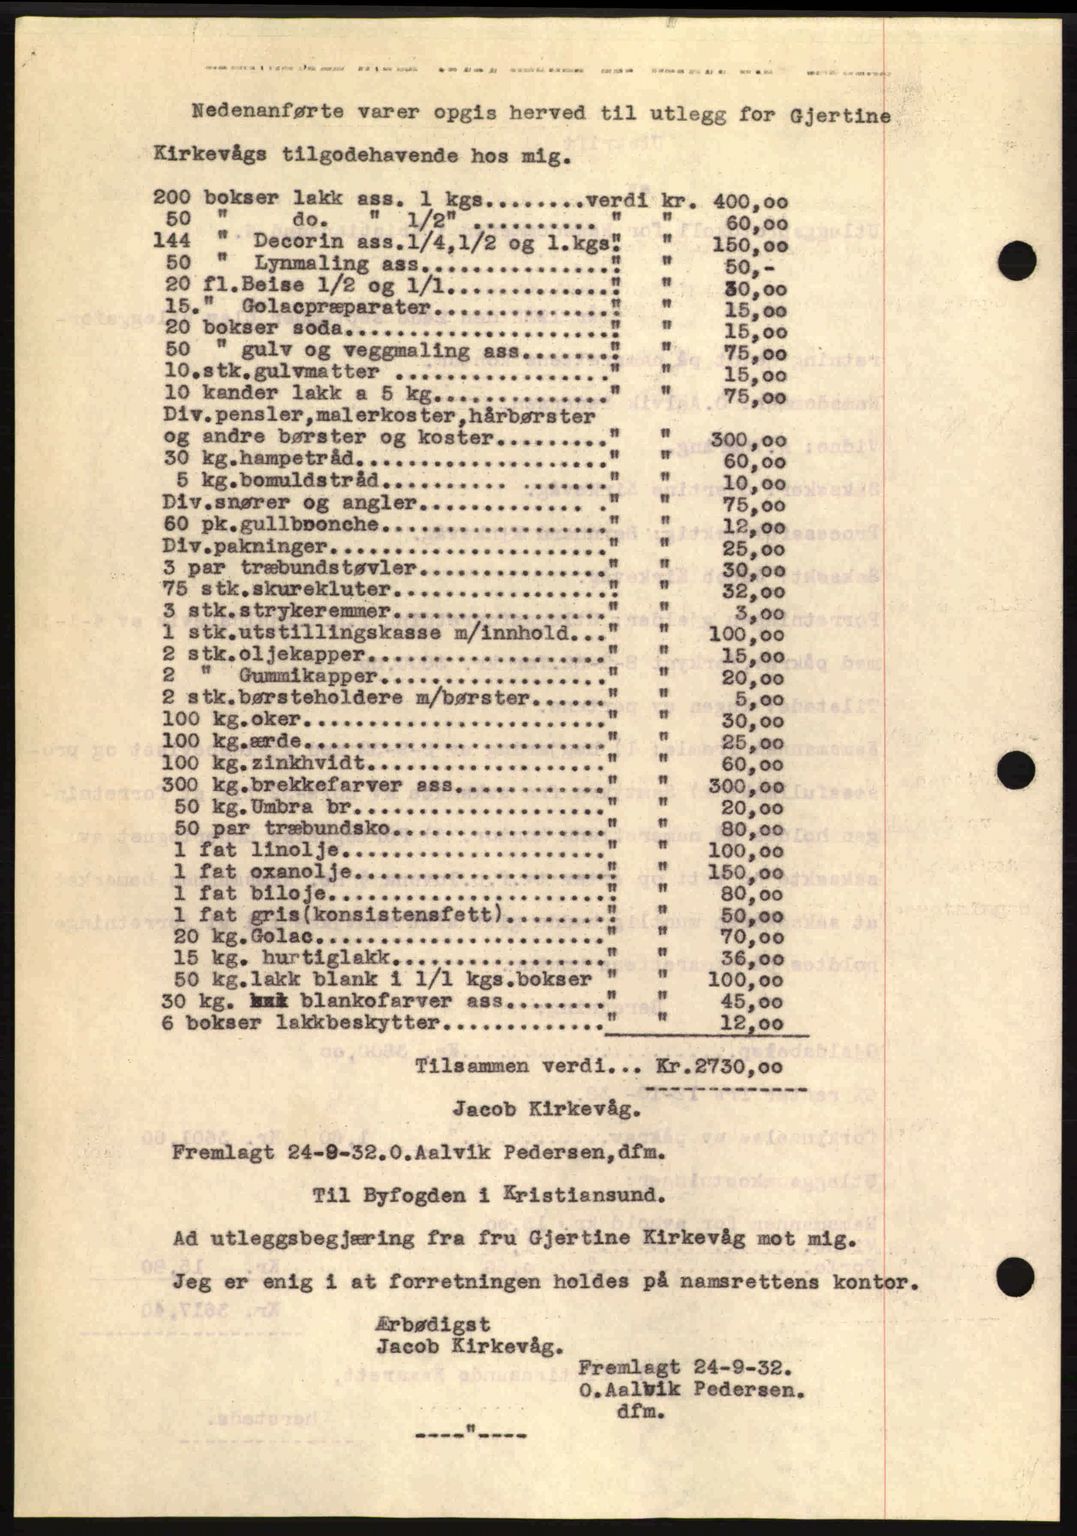 Nedenanførte varer opgis herved til utlegg for Gjertine
Kirkevågs tilgodehavende hos mig.
200 bokser lakk ass. 1 kgs........verdi kr. 400,00
50 " do. " 1/2" .......... " " 60,00
144 " Decorin ass.1/4,1/2 og 1.kgs." " 150,00
50 " Lynmaling ass................" " 50,-
20 fl.Beise 1/2 og 1/1.............." " 30,00
15." Golacpræparater..............." " 15,00
20 bokser soda......................" " 15,00
50 " gulv og veggmaling ass......." " 75,00
10.stk.gulvmatter .................." " 15,00
10 kander lakk a 5 kg..............." " 75,00
Div.pensler,malerkoster,hårbørster
og andre børster og koster........." " 300,00
30 kg.hampetråd....................." " 60,00
5 kg.bomuldstråd.......... ......." " 10,00
Div.snører og angler............. ." " 75,00
60 pk.gullbronche..................." " 12,00
Div.pakninger......................." " 25,00
3 par træbundstøvler................" " 30,00
75 stk.skurekluter.................." " 32,00
3 stk.strykeremmer.................." " 3,00
1 stk.utstillingskasse m/innhold..." " 100,00
2 stk.oljekapper...................." " 15,00
2 " Gummikapper..................." " 20,00
2 stk.børsteholdere m/børster......" " 5,00
100 kg.oker........................." " 30,00
100 kg.ærde........................." " 25,00
100 kg.zinkhvidt...................." " 60,00
300 kg.brekkefarver ass............." " 300,00
50 kg.Umbra br....................." " 20,00
50 par træbundsko.................." " 80,00
1 fat linolje......................" " 100,00
1 fat oxanolje....................." " 150,00
1 fat biloje......................." " 80,00
1 fat gris(konsistensfett)........." " 50,00
20 kg.Golac........................" " 70,00
15 kg. hurtiglakk.................." " 36,00
50 kg.lakk blank i 1/1 kgs.bokser " " 100,00
30 kg. blankofarver ass........" " 45,00
6 bokser lakkbeskytter............." " 12,00
Tilsammen verdi... Kr.2730,00
Jacob Kirkevåg.
Fremlagt 24-9-32.O.Aalvik Pedersen,dfm.
Til Byfogden i Kristiansund.
Ad utleggsbegjæring fra fru Gjertine Kirkevåg mot mig.
Jeg er enig i at forretningen holdes på namsrettens kontor.
Ærbødigst
Jacob Kirkevåg.
Fremlagt 24-9-32.
O.Aalvik Pedersen.
dfm.
----"----